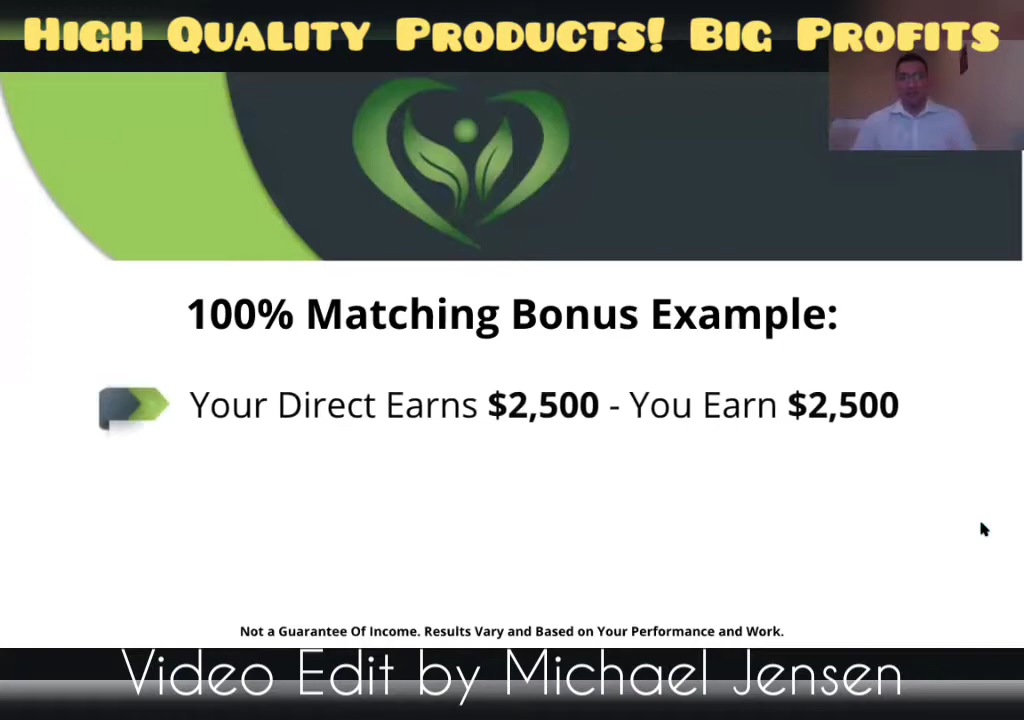 High Quality Products! Big Profits
100% Matching Bonus Example:
Your Direct Earns $2,500 - You Earn $2,500
Not a Guarantee Of Income. Results Vary and Based on Your Performance and Work.
Video Edit by Michael Jensen